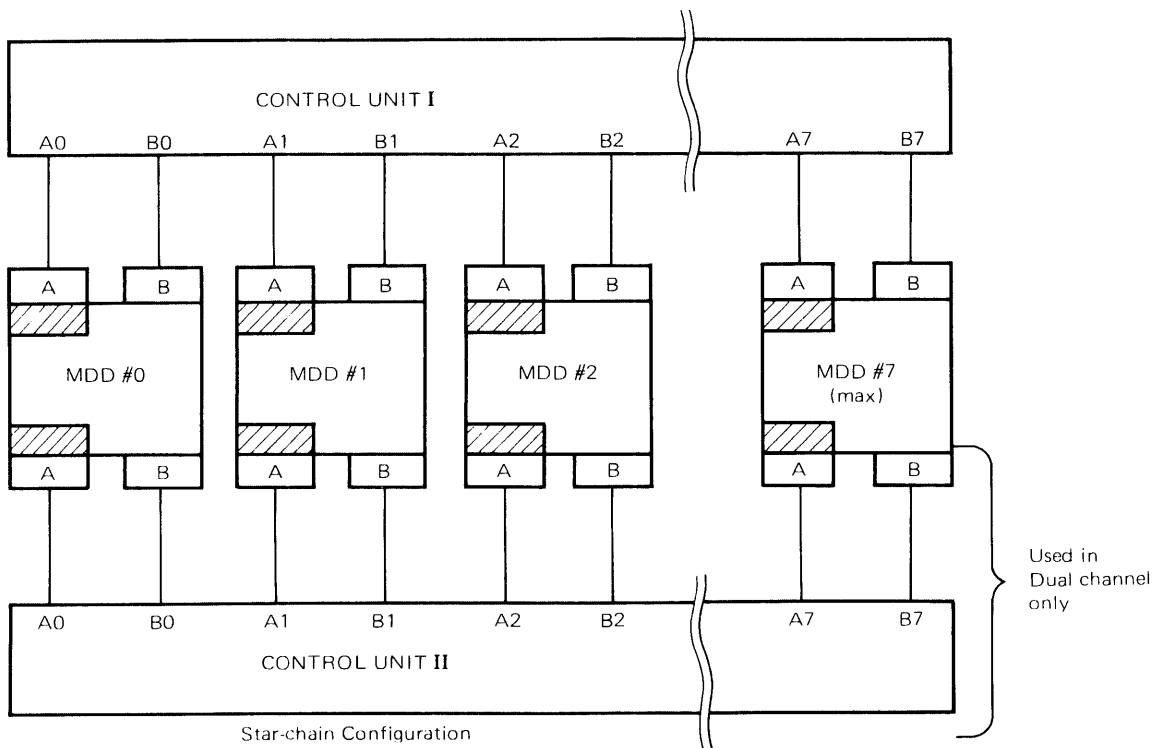 CONTROL UNIT I
A0 B0 A1 B1 A2 B2 A7 B7
A B A B A B A B
MDD #0 MDD #1 MDD #2 MDD #7
(max)
A B A B A B A B
Used in
Dual channel
only
A0 B0 A1 B1 A2 B2 A7 B7
CONTROL UNIT II
Star-chain Configuration